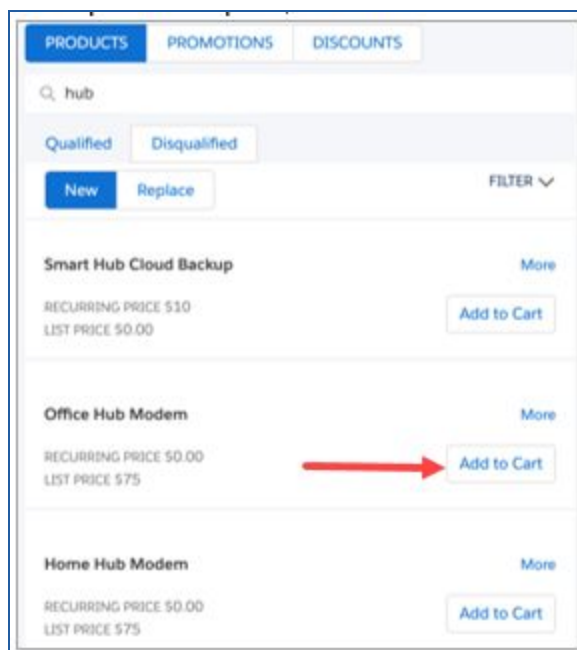 PRODUCTS PROMOTIONS DISCOUNTS
hub
Qualified Disqualified
New Replace FILTER
Smart Hub Cloud Backup More
RECURRING PRICE $10 Add to Cart
LIST PRICE $0.00
Office Hub Modem More
RECURRING PRICE $0.00 Add to Cart
LIST PRICE $75
Home Hub Modem More
RECURRING PRICE $0.00 Add to Cart
LIST PRICE $75